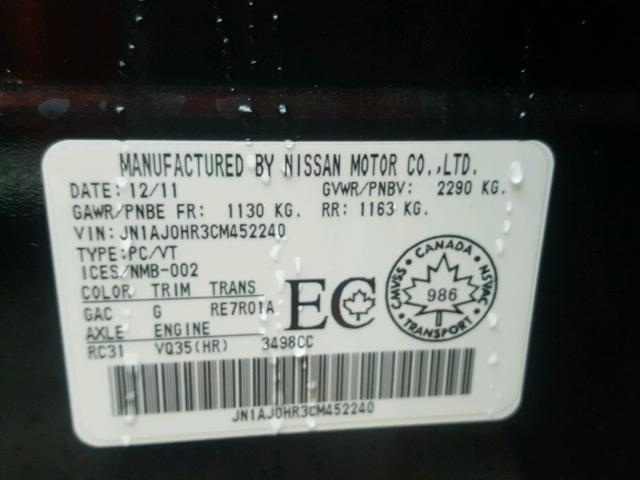 MANUFACTURED BY NISSAN MOTOR CO.,LTD.
DATE: 12/11 GVWR/PNBV: 2290 KG.
GAWR/PNBE FR: 1130 KG. RR: 1163 KG.
VIN: JN1AJ0HR3CM452240
TYPE:PC/VT
ICES/NMB-002
COLOR TRIM TRANS
GAC G RE7R01A
AXLE ENGINE
RC31 VQ35(HR) 3498CC
EC
CANADA
CMVSS NSVAC
986
TRANSPORT
JN1AJ0HR3CM452240